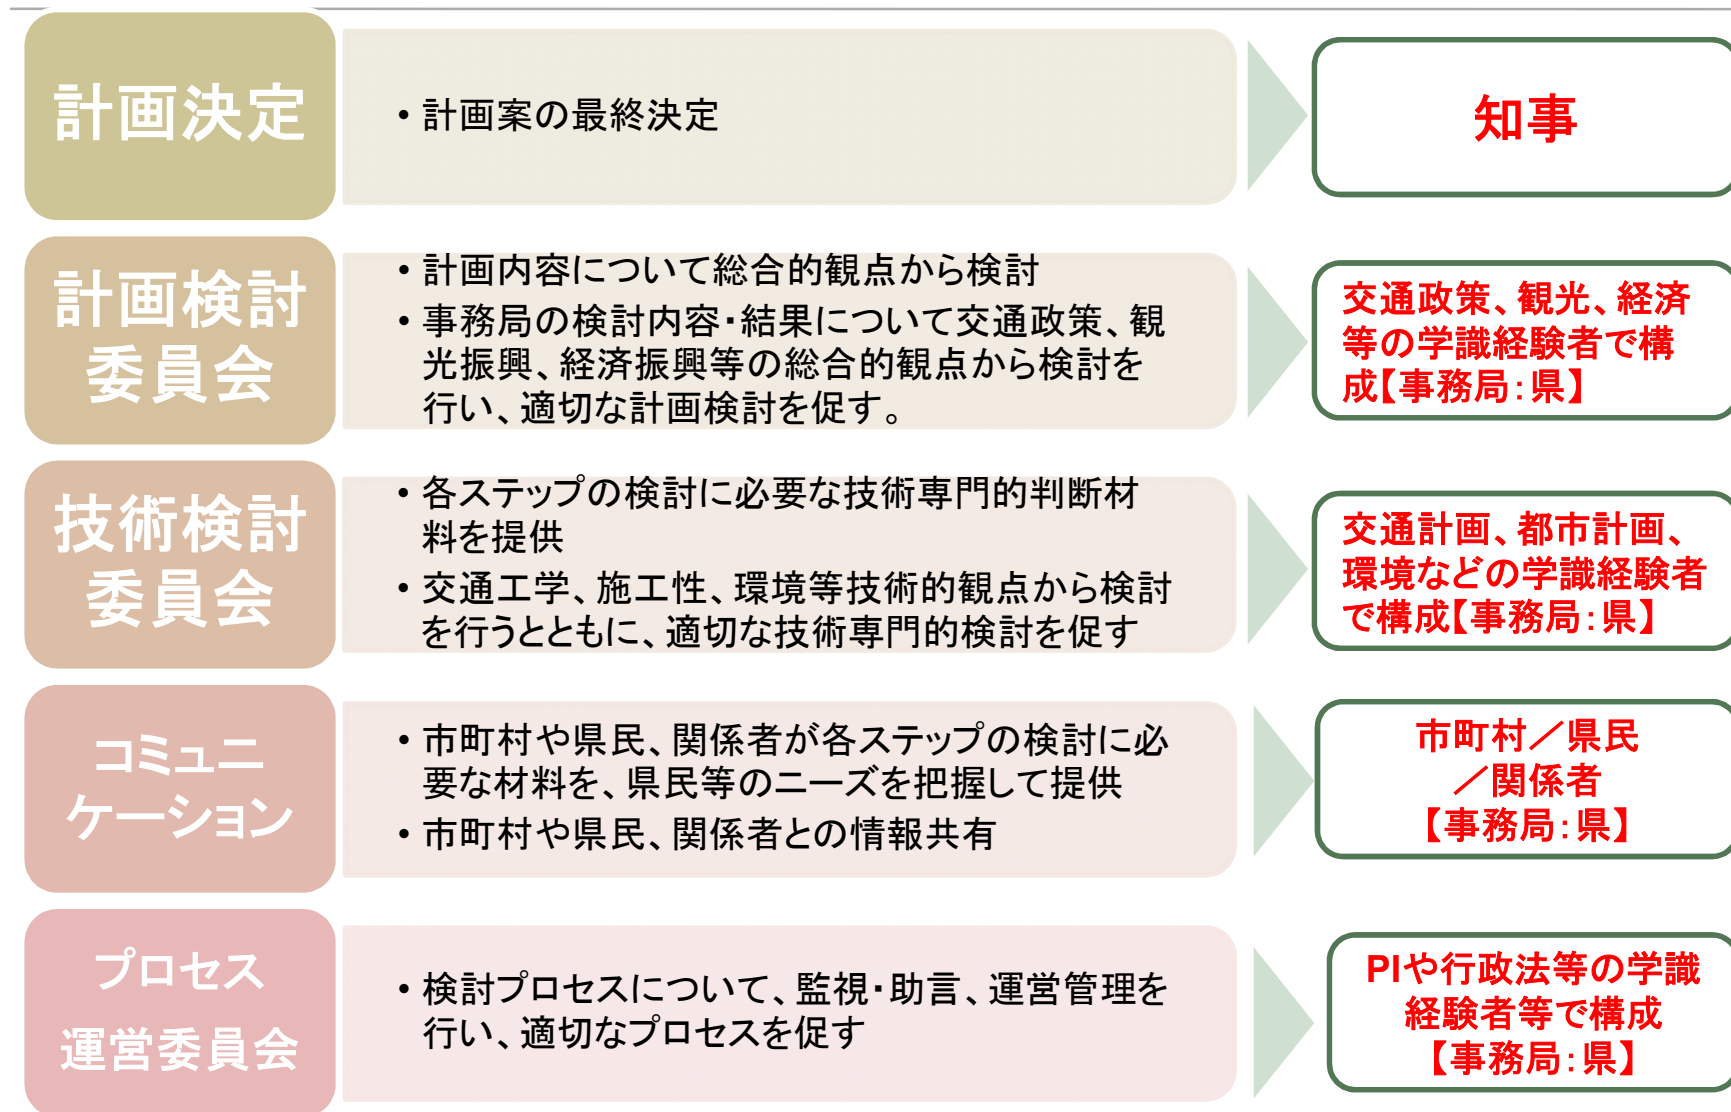 計画決定
・計画案の最終決定
知事
計画検討
委員会
・計画内容について総合的観点から検討
・事務局の検討内容・結果について交通政策、観
光振興、経済振興等の総合的観点から検討を
行い、適切な計画検討を促す。
交通政策、観光、経済
等の学識経験者で構
成【事務局：県】
技術検討
委員会
・各ステップの検討に必要な技術専門的判断材
料を提供
・交通工学、施工性、環境等技術的観点から検討
を行うとともに、適切な技術専門的検討を促す
交通計画、都市計画、
環境などの学識経験者
で構成【事務局：県】
コミュニ
ケーション
・市町村や県民、関係者が各ステップの検討に必
要な材料を、県民等のニーズを把握して提供
・市町村や県民、関係者との情報共有
市町村／県民
／関係者
【事務局：県】
プロセス
運営委員会
・検討プロセスについて、監視・助言、運営管理を
行い、適切なプロセスを促す
PIや行政法等の学識
経験者等で構成
【事務局：県】